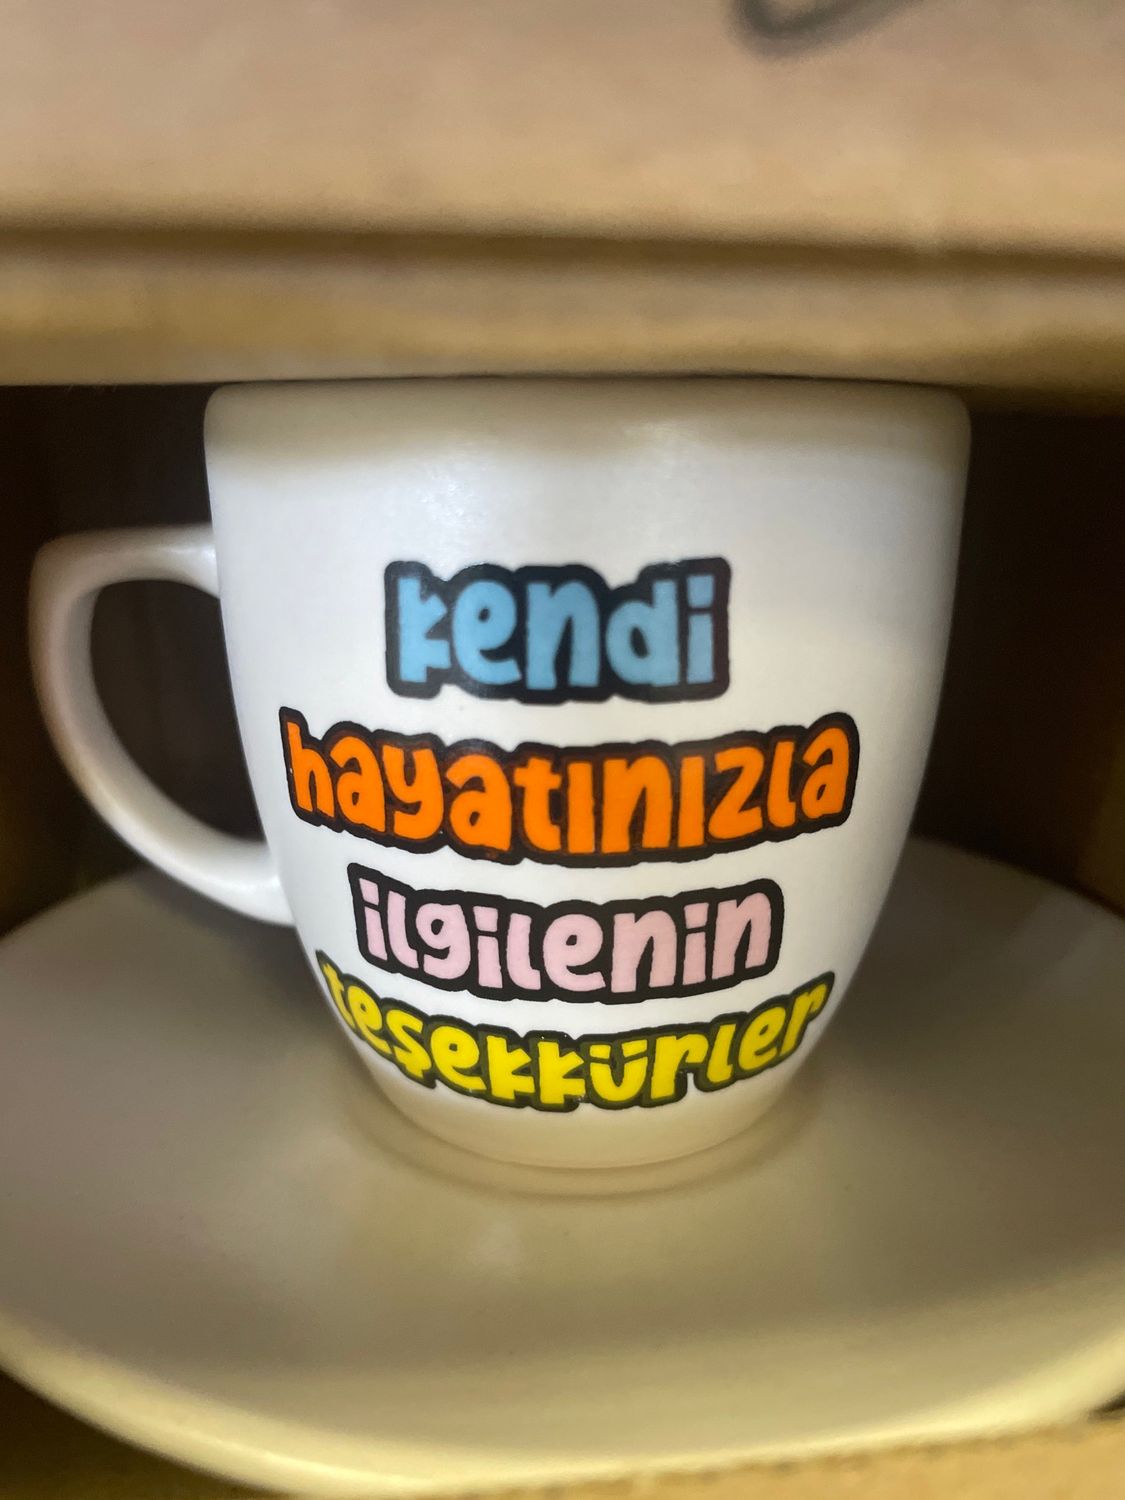 kendi
hayatınızla
ilgilenin
teşekkürler